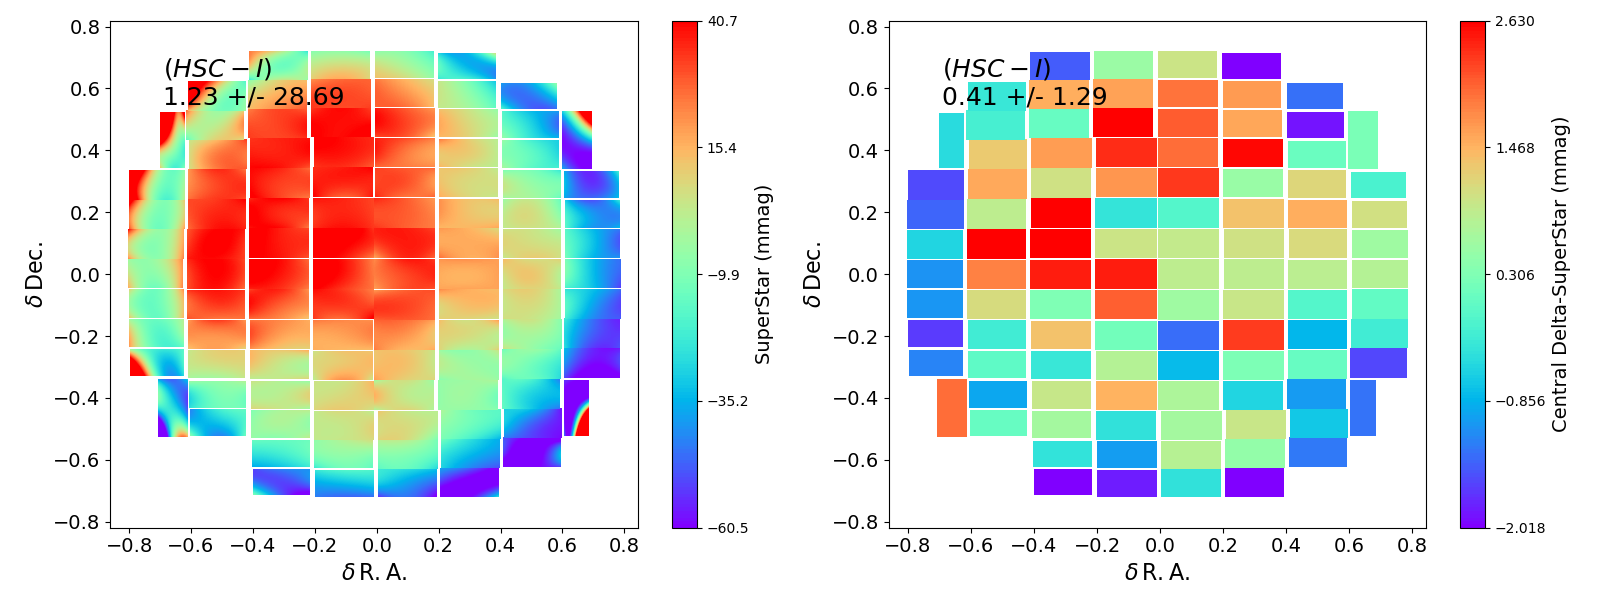 (HSC − I)
1.23 +/- 28.69
0.8
0.6
0.4
0.2
0.0
−0.2
−0.4
−0.6
−0.8
δ Dec.
−0.8 −0.6 −0.4 −0.2 0.0 0.2 0.4 0.6 0.8
δ R. A.
40.7
15.4
−9.9
−35.2
−60.5
SuperStar (mmag)
(HSC − I)
0.41 +/- 1.29
0.8
0.6
0.4
0.2
0.0
−0.2
−0.4
−0.6
−0.8
δ Dec.
−0.8 −0.6 −0.4 −0.2 0.0 0.2 0.4 0.6 0.8
δ R. A.
2.630
1.468
0.306
−0.856
−2.018
Central Delta-SuperStar (mmag)